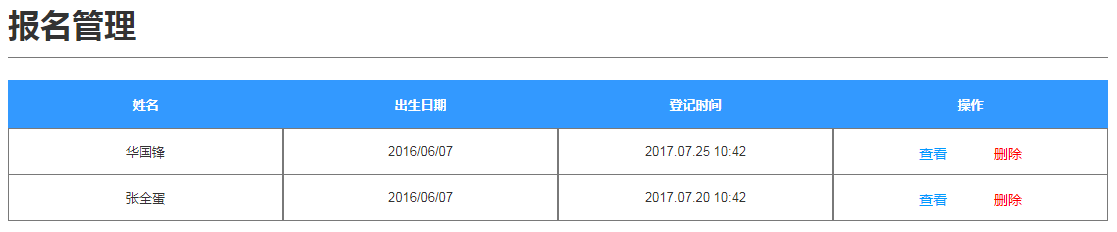 报名管理
姓名 出生日期 登记时间 操作
华国锋 2016/06/07 2017.07.25 10:42 查看 删除
张全蛋 2016/06/07 2017.07.20 10:42 查看 删除